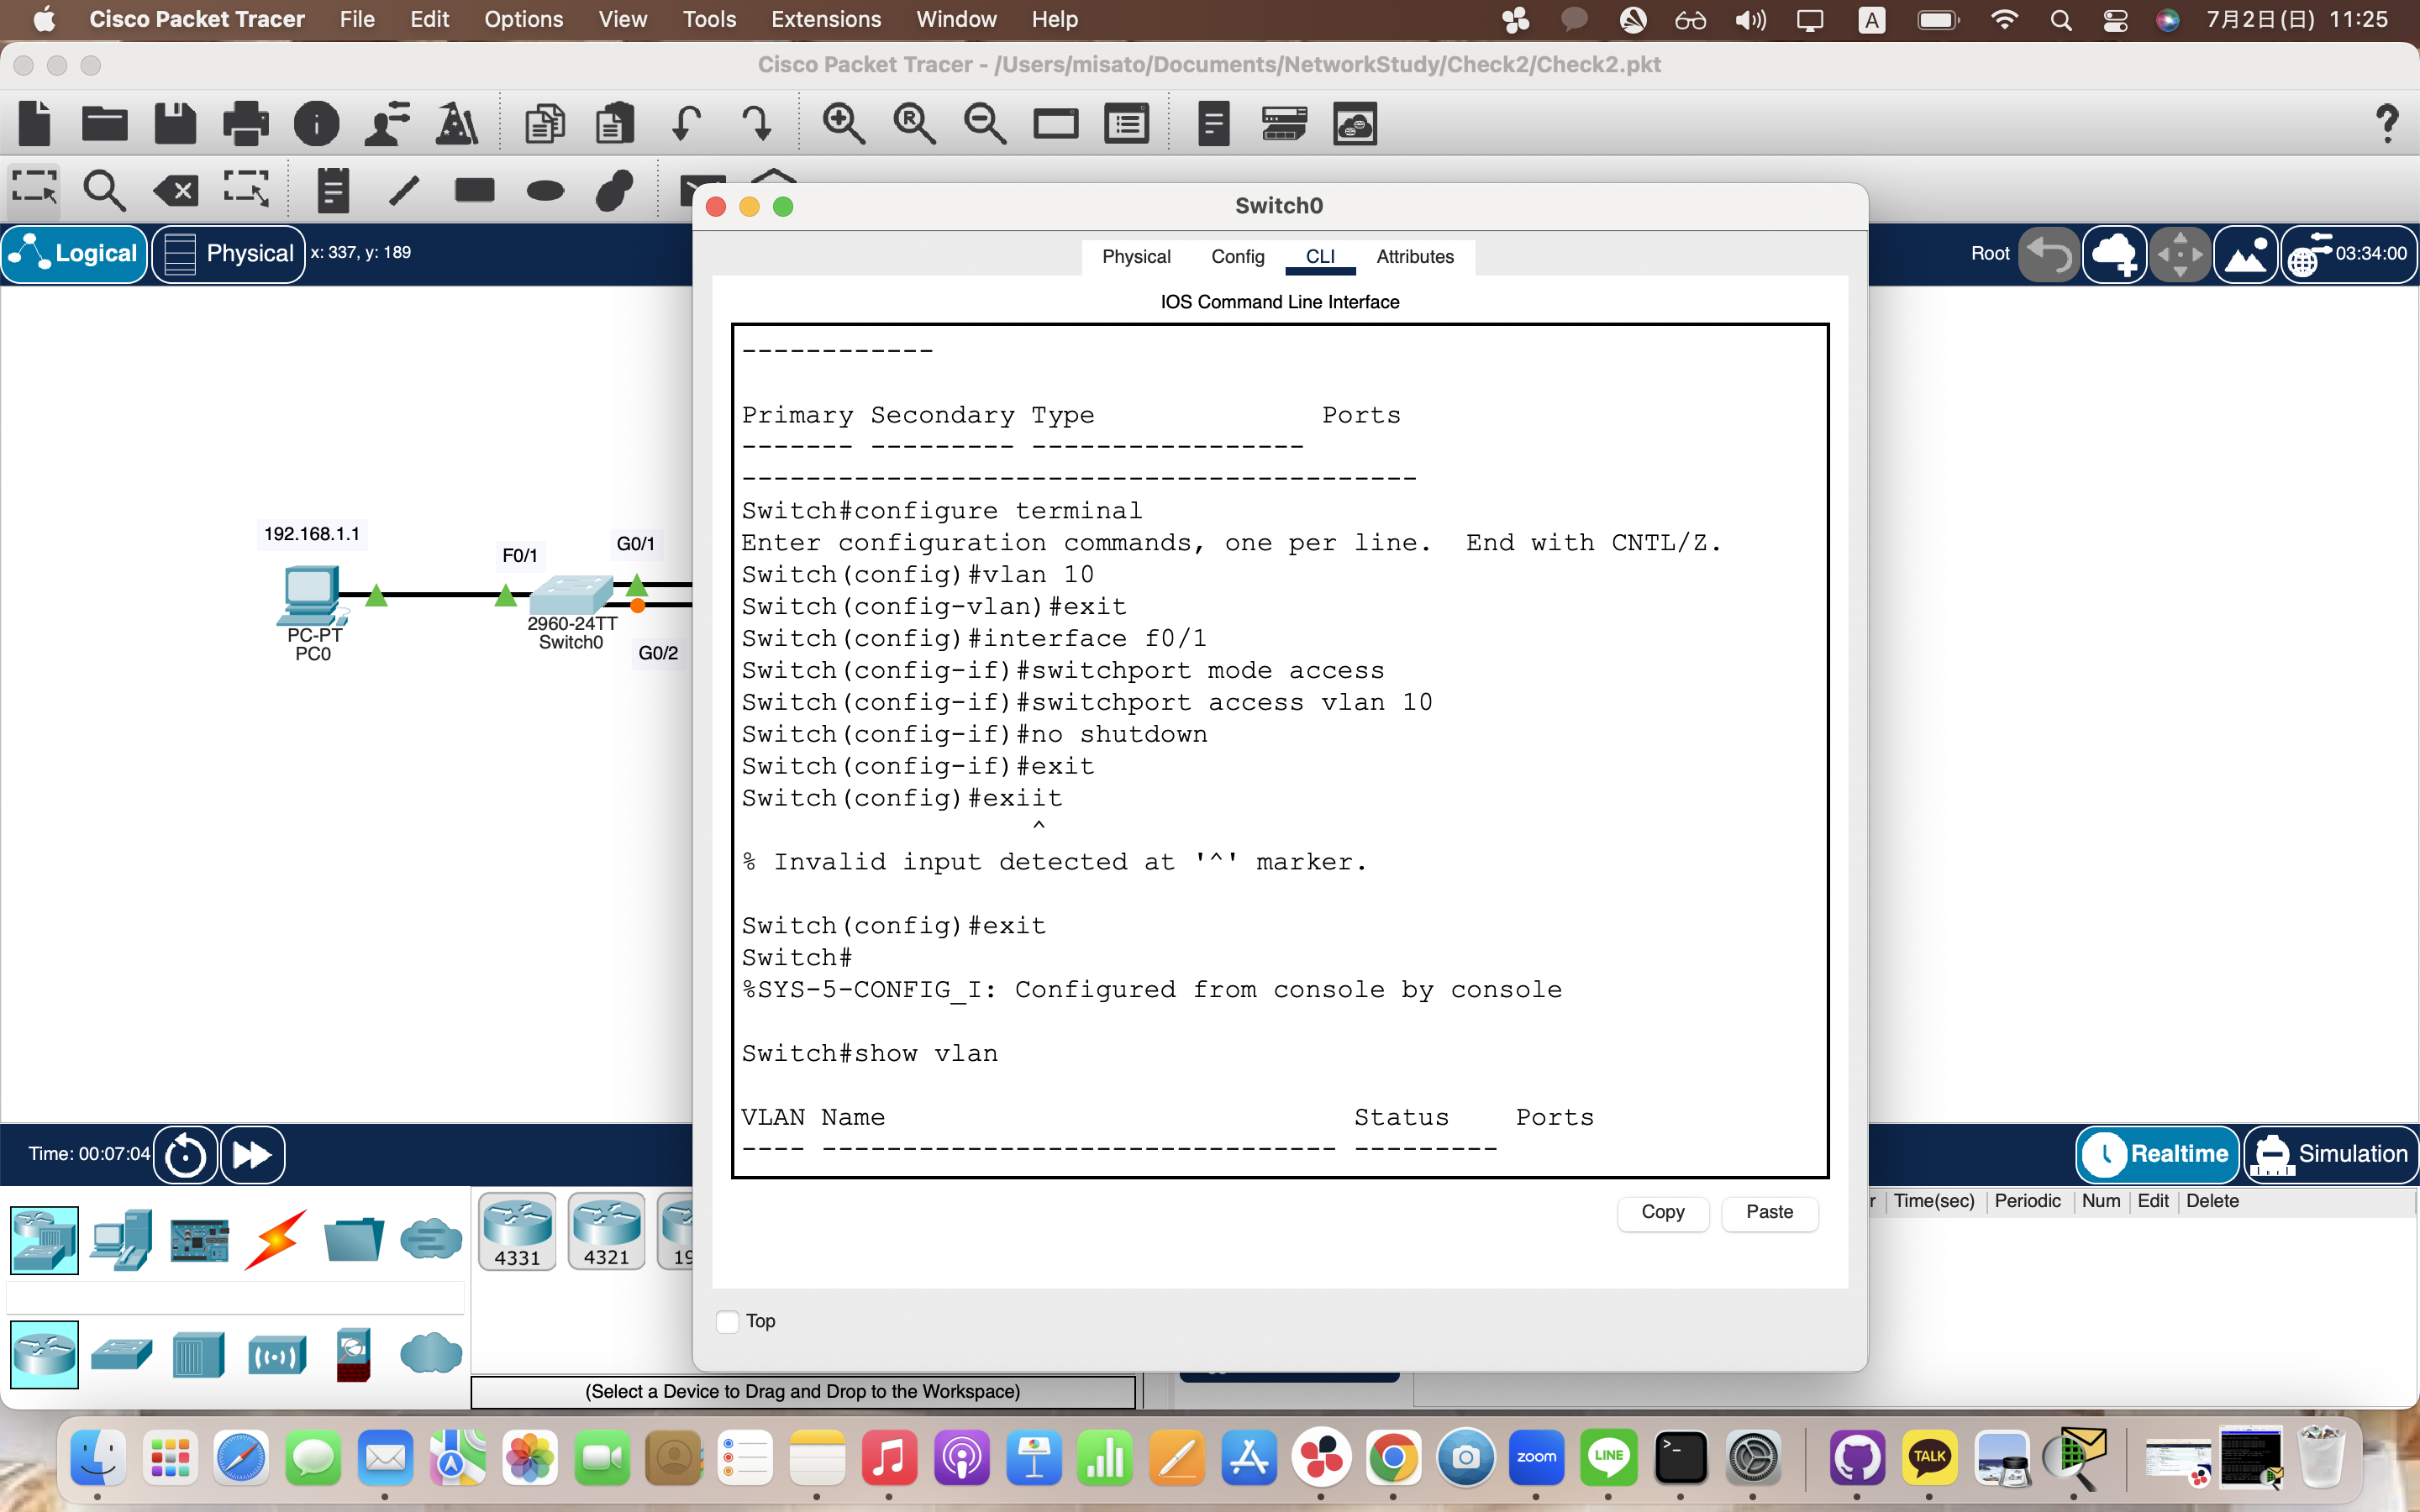 Cisco Packet Tracer File Edit Options View Tools Extensions Window Help A 7月2日(日) 11:25
Cisco Packet Tracer - /Users/misato/Documents/NetworkStudy/Check2/Check2.pkt
Switch0
Logical Physical x: 337, y: 189
Root 03:34:00
Physical Config CLI Attributes
IOS Command Line Interface
------------
Primary Secondary Type Ports
------- --------- -----------------
------------------------------------------
Switch#configure terminal
Enter configuration commands, one per line. End with CNTL/Z.
Switch(config)#vlan 10
Switch(config-vlan)#exit
Switch(config)#interface f0/1
Switch(config-if)#switchport mode access
Switch(config-if)#switchport access vlan 10
Switch(config-if)#no shutdown
Switch(config-if)#exit
Switch(config)#exiit
^
% Invalid input detected at '^' marker.
Switch(config)#exit
Switch#
%SYS-5-CONFIG_I: Configured from console by console
Switch#show vlan
VLAN Name Status Ports
---- -------------------------------- ---------
Copy Paste
Top
192.168.1.1
F0/1
G0/1
PC-PT
PC0
2960-24TT
Switch0
G0/2
Time: 00:07:04
Realtime Simulation
r Time(sec) Periodic Num Edit Delete
4331 4321 19
(Select a Device to Drag and Drop to the Workspace)
zoom LINE TALK